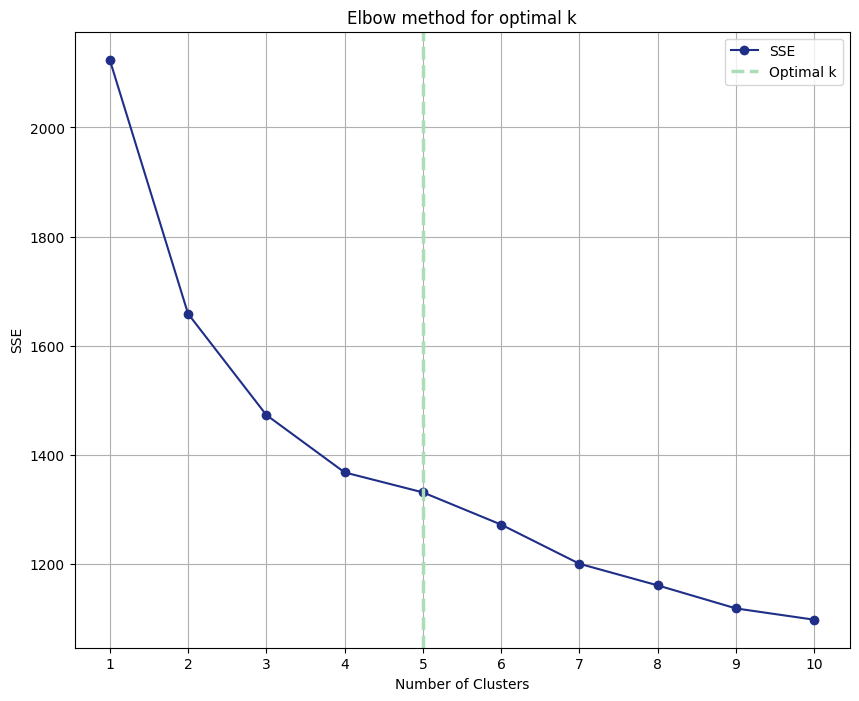 Elbow method for optimal k
SSE
Optimal k
2000
1800
1600
1400
1200
SSE
1 2 3 4 5 6 7 8 9 10
Number of Clusters